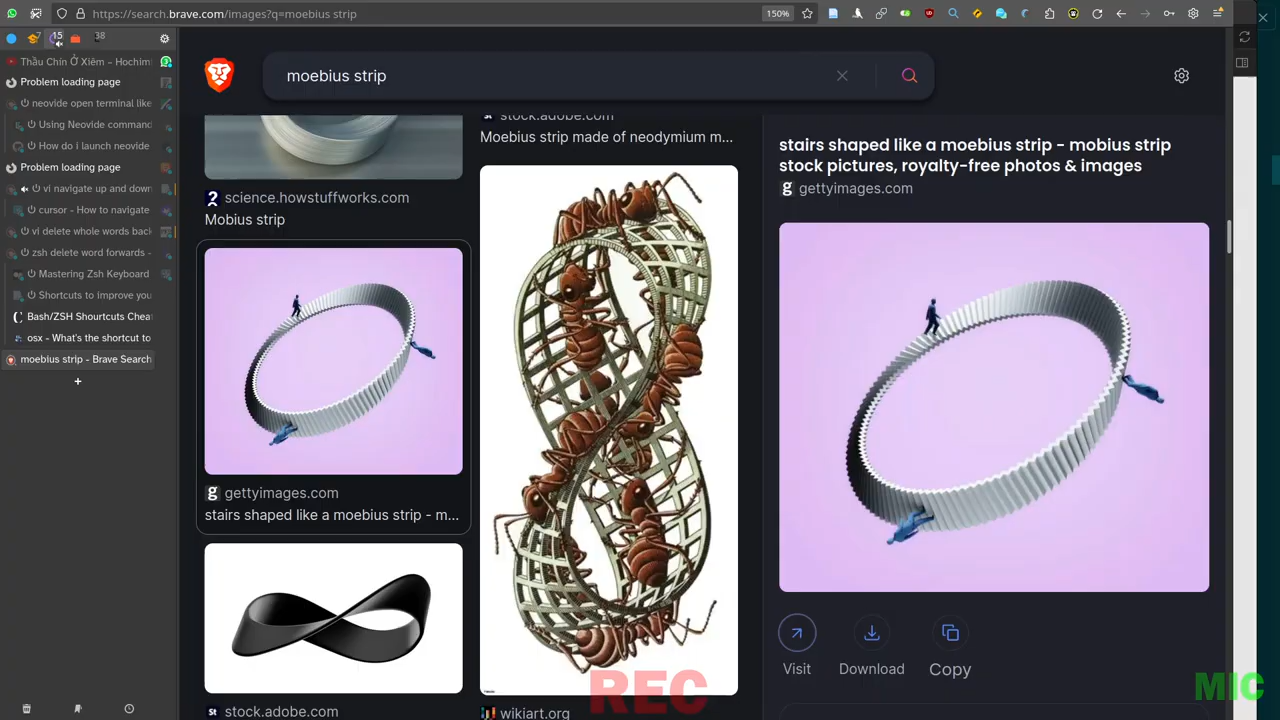 https://search.brave.com/images?q=moebius strip
150%
7
15
38
Thầu Chín Ở Xiêm – Hochim
Problem loading page
neovide open terminal like
Using Neovide command
How do i launch neovide
Problem loading page
vi navigate up and down
cursor - How to navigate
vi delete whole words back
zsh delete word forwards -
Mastering Zsh Keyboard
Shortcuts to improve you
Bash/ZSH Shourtcuts Chea
osx - What's the shortcut to
moebius strip - Brave Search
moebius strip
science.howstuffworks.com
Mobius strip
gettyimages.com
stairs shaped like a moebius strip - m...
St stock.adobe.com
St stock.adobe.com
Moebius strip made of neodymium m...
wikiart.org
stairs shaped like a moebius strip - mobius strip
stock pictures, royalty-free photos & images
gettyimages.com
Visit
Download
Copy
REC
MIC